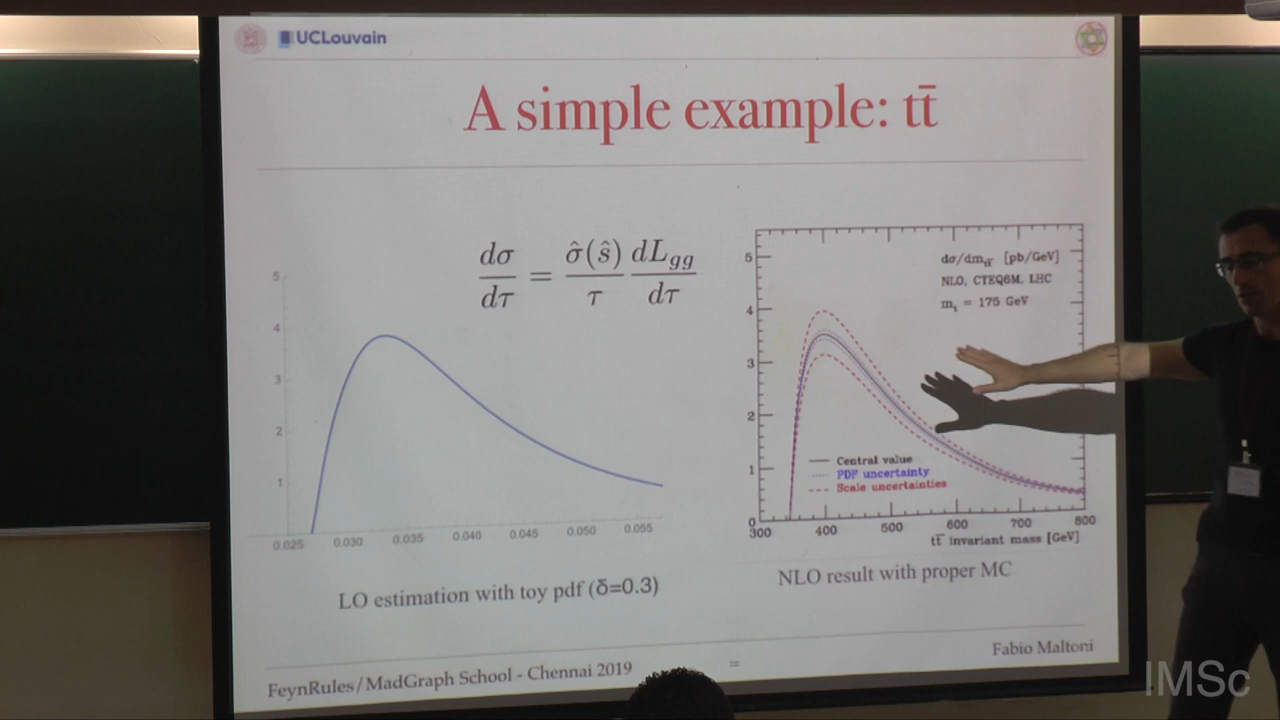 UCLouvain
A simple example: tt̄
dσ/dτ = σ̂(ŝ)/τ dL_gg/dτ
5
4
3
2
1
0.025 0.030 0.035 0.040 0.045 0.050 0.055
LO estimation with toy pdf (δ=0.3)
dσ/dm_tt̄ [pb/GeV]
NLO, CTEQ6M, LHC
m_t = 175 GeV
5
4
3
2
1
0
Central value
PDF uncertainty
Scale uncertainties
300 400 500 600 700 800
tt̄ invariant mass [GeV]
NLO result with proper MC
FeynRules/MadGraph School - Chennai 2019
=
Fabio Maltoni
IMSc